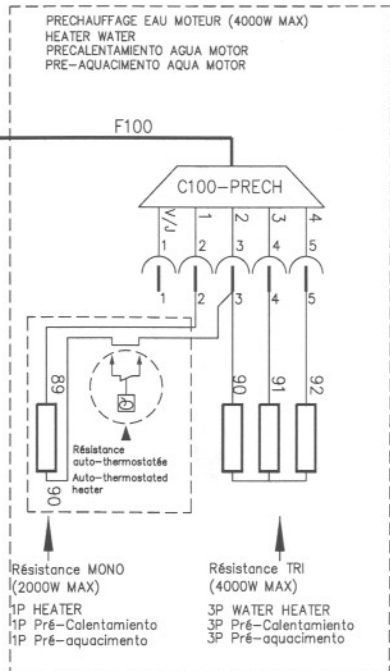 PRECHAUFFAGE EAU MOTEUR (4000W MAX)
HEATER WATER
PRECALENTAMIENTO AGUA MOTOR
PRE-AQUACIMENTO AQUA MOTOR
F100
C100-PRECH
V/J 1 2 3 4
1 2 3 4 5
1 2 3 4 5
89
90 91 92
Résistance
auto-thermostatée
Auto-thermostated
heater
90
Résistance MONO
(2000W MAX)
1P HEATER
1P Pré-Calentamiento
1P Pré-aquacimento
Résistance TRI
(4000W MAX)
3P WATER HEATER
3P Pré-Calentamiento
3P Pré-aquacimento